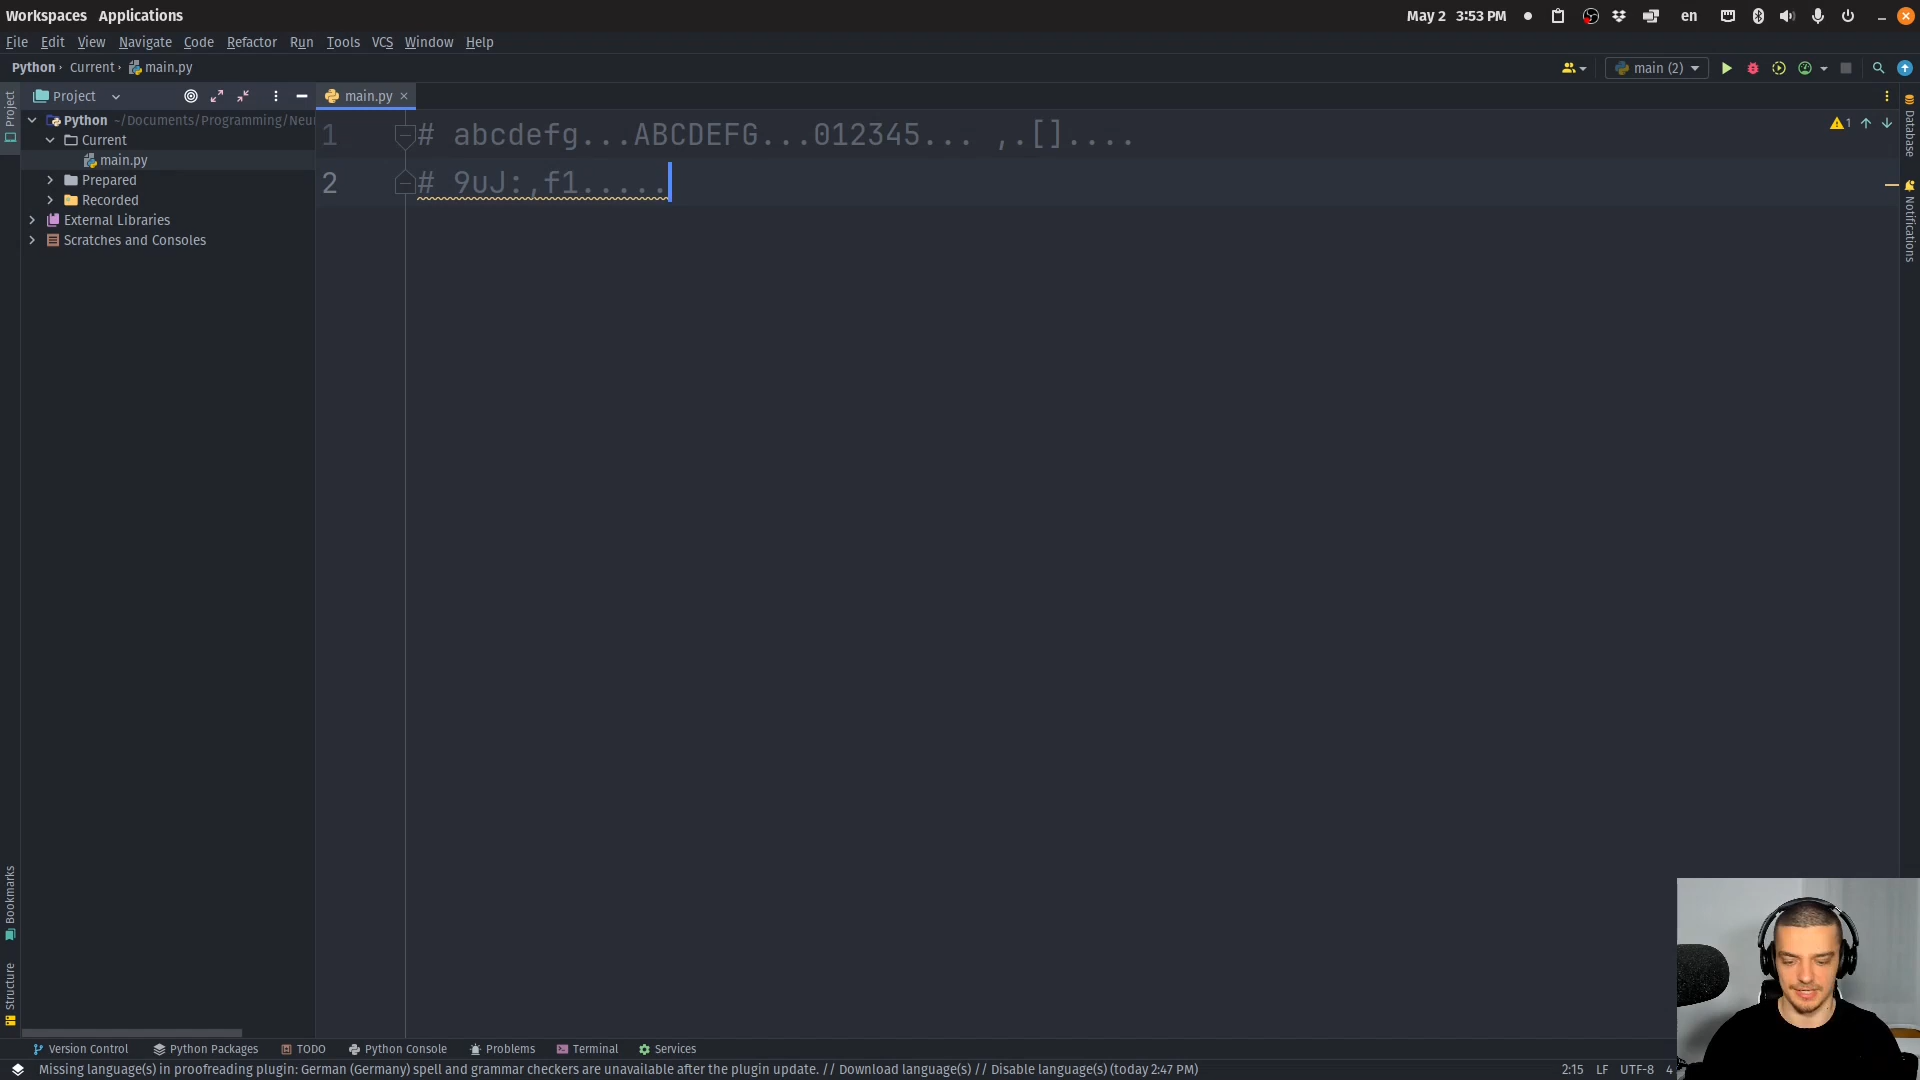 Workspaces Applications
May 2 3:53 PM
en
File Edit View Navigate Code Refactor Run Tools VCS Window Help
Python › Current › main.py
main (2)
Project
main.py
Project
Python ~/Documents/Programming/Neur
Current
main.py
Prepared
Recorded
External Libraries
Scratches and Consoles
1 # abcdefg...ABCDEFG...012345... ,.[]....
2 # 9uJ:,f1.....
1
Database
Notifications
Bookmarks
Structure
Version Control Python Packages TODO Python Console Problems Terminal Services
Missing language(s) in proofreading plugin: German (Germany) spell and grammar checkers are unavailable after the plugin update. // Download language(s) // Disable language(s) (today 2:47 PM)
2:15 LF UTF-8 4